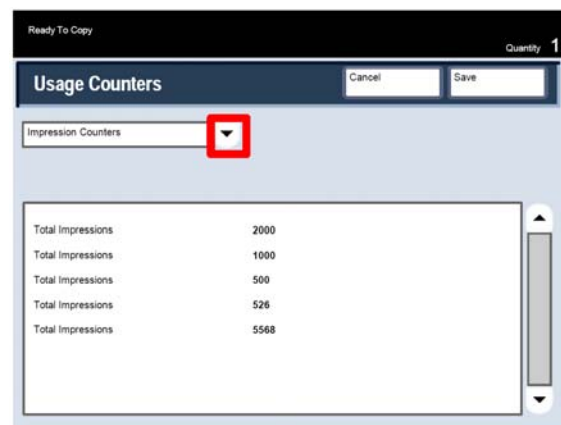 Ready To Copy
Quantity 1
Usage Counters
Cancel
Save
Impression Counters
Total Impressions 2000
Total Impressions 1000
Total Impressions 500
Total Impressions 526
Total Impressions 5568